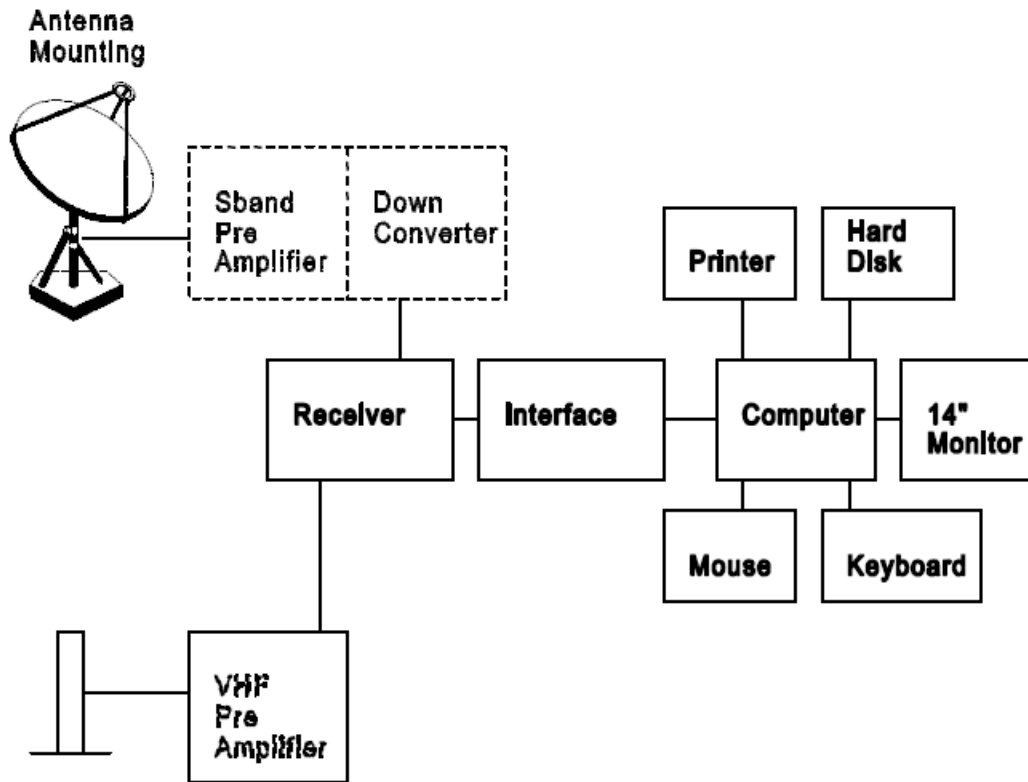 Antenna
Mounting
Sband
Pre
Amplifier
Down
Converter
Printer
Hard
Disk
Receiver
Interface
Computer
14"
Monitor
Mouse
Keyboard
VHF
Pre
Amplifier